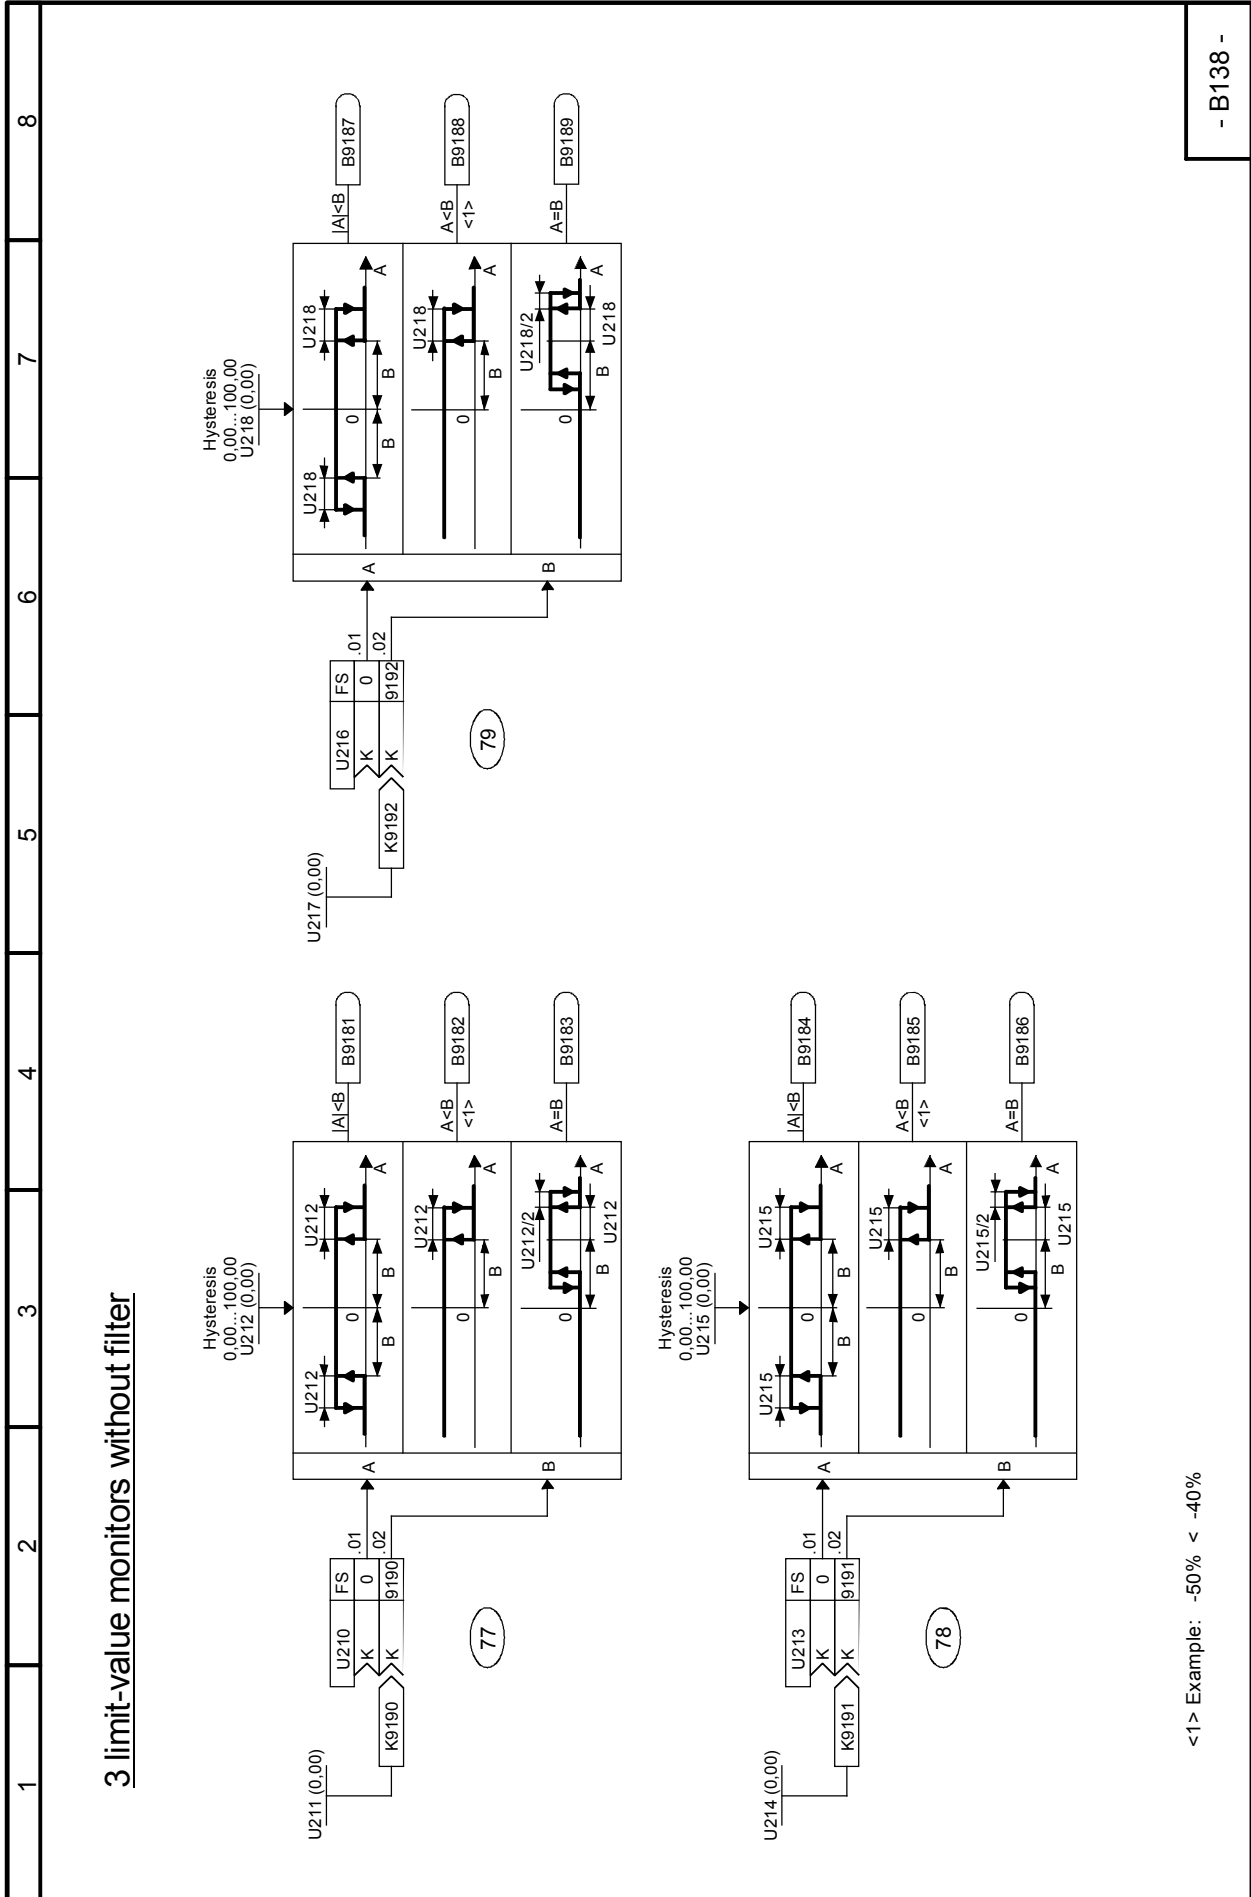 1 2 3 4 5 6 7 8
3 limit-value monitors without filter
Hysteresis
0,00...100,00
U212 (0,00)
U211 (0,00)
K9190
U210 FS
K 0 .01
K 9190 .02
77
A
B
U212 U212
0
B B
A
|A|<B
B9181
U212
0
B
A
A<B
<1>
B9182
U212/2
0
B
U212
A
A=B
B9183
Hysteresis
0,00...100,00
U215 (0,00)
U214 (0,00)
K9191
U213 FS
K 0 .01
K 9191 .02
78
A
B
U215 U215
0
B B
A
|A|<B
B9184
U215
0
B
A
A<B
<1>
B9185
U215/2
0
B
U215
A
A=B
B9186
Hysteresis
0,00...100,00
U218 (0,00)
U217 (0,00)
K9192
U216 FS
K 0 .01
K 9192 .02
79
A
B
U218 U218
0
B B
A
|A|<B
B9187
U218
0
B
A
A<B
<1>
B9188
U218/2
0
B
U218
A
A=B
B9189
<1> Example: -50% < -40%
- B138 -